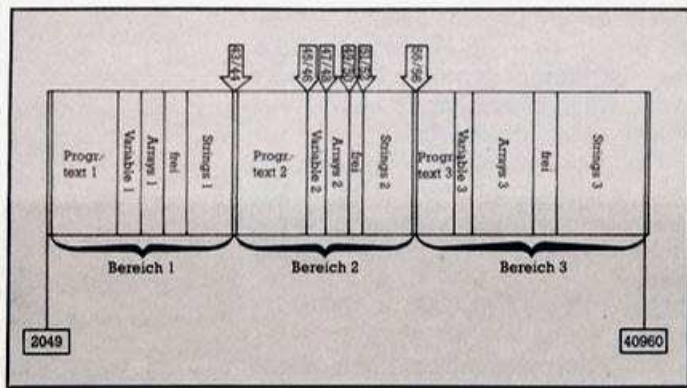 43/44
45/46
47/48
49/50
51/52
55/56
Progr.-
text 1
Variable 1
Arrays 1
frei
Strings 1
Progr.-
text 2
Variable 2
Arrays 2
frei
Strings 2
Progr.-
text 3
Variable 3
Arrays 3
frei
Strings 3
Bereich 1
Bereich 2
Bereich 3
2049
40960